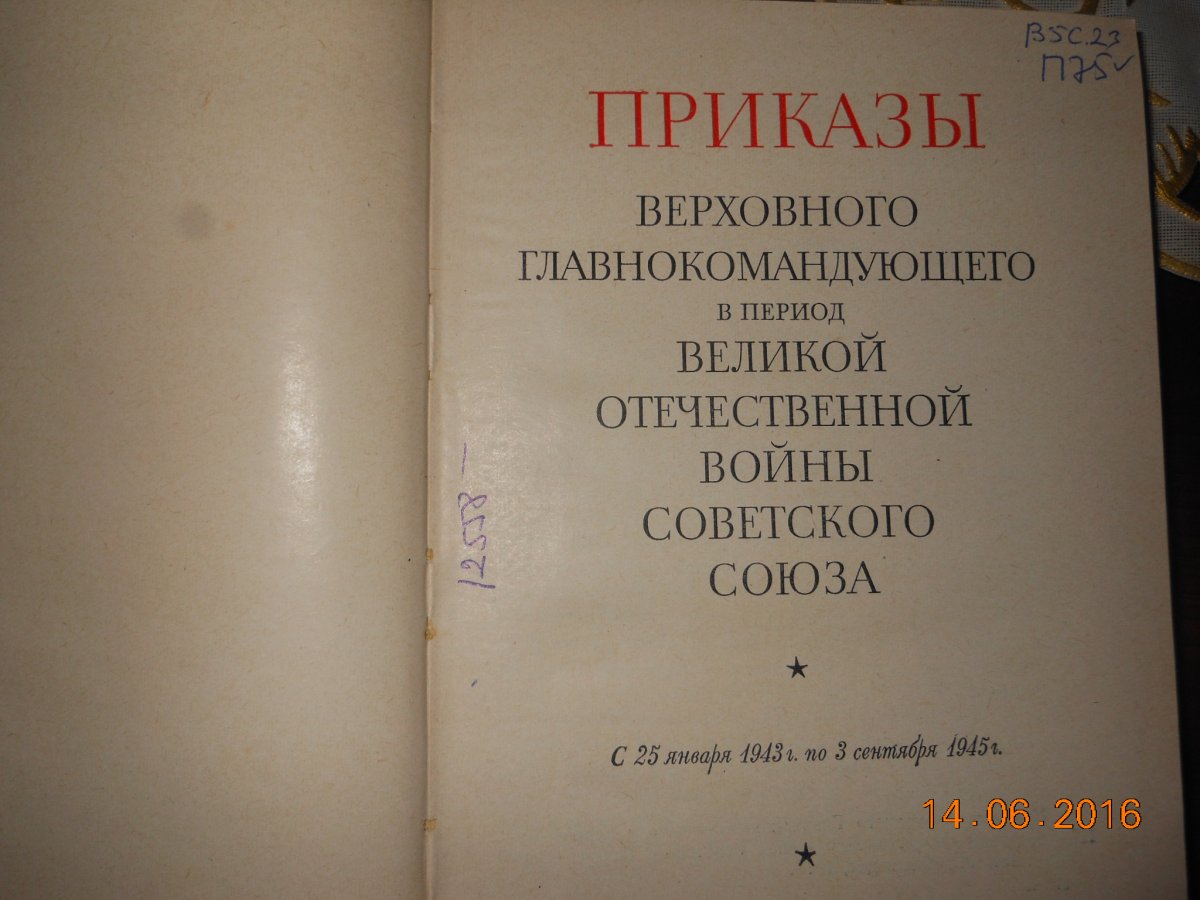 В5С.23
П75
ПРИКАЗЫ
ВЕРХОВНОГО
ГЛАВНОКОМАНДУЮЩЕГО
В ПЕРИОД
ВЕЛИКОЙ
ОТЕЧЕСТВЕННОЙ
ВОЙНЫ
СОВЕТСКОГО
СОЮЗА
12558-
С 25 января 1943 г. по 3 сентября 1945 г.
14.06.2016